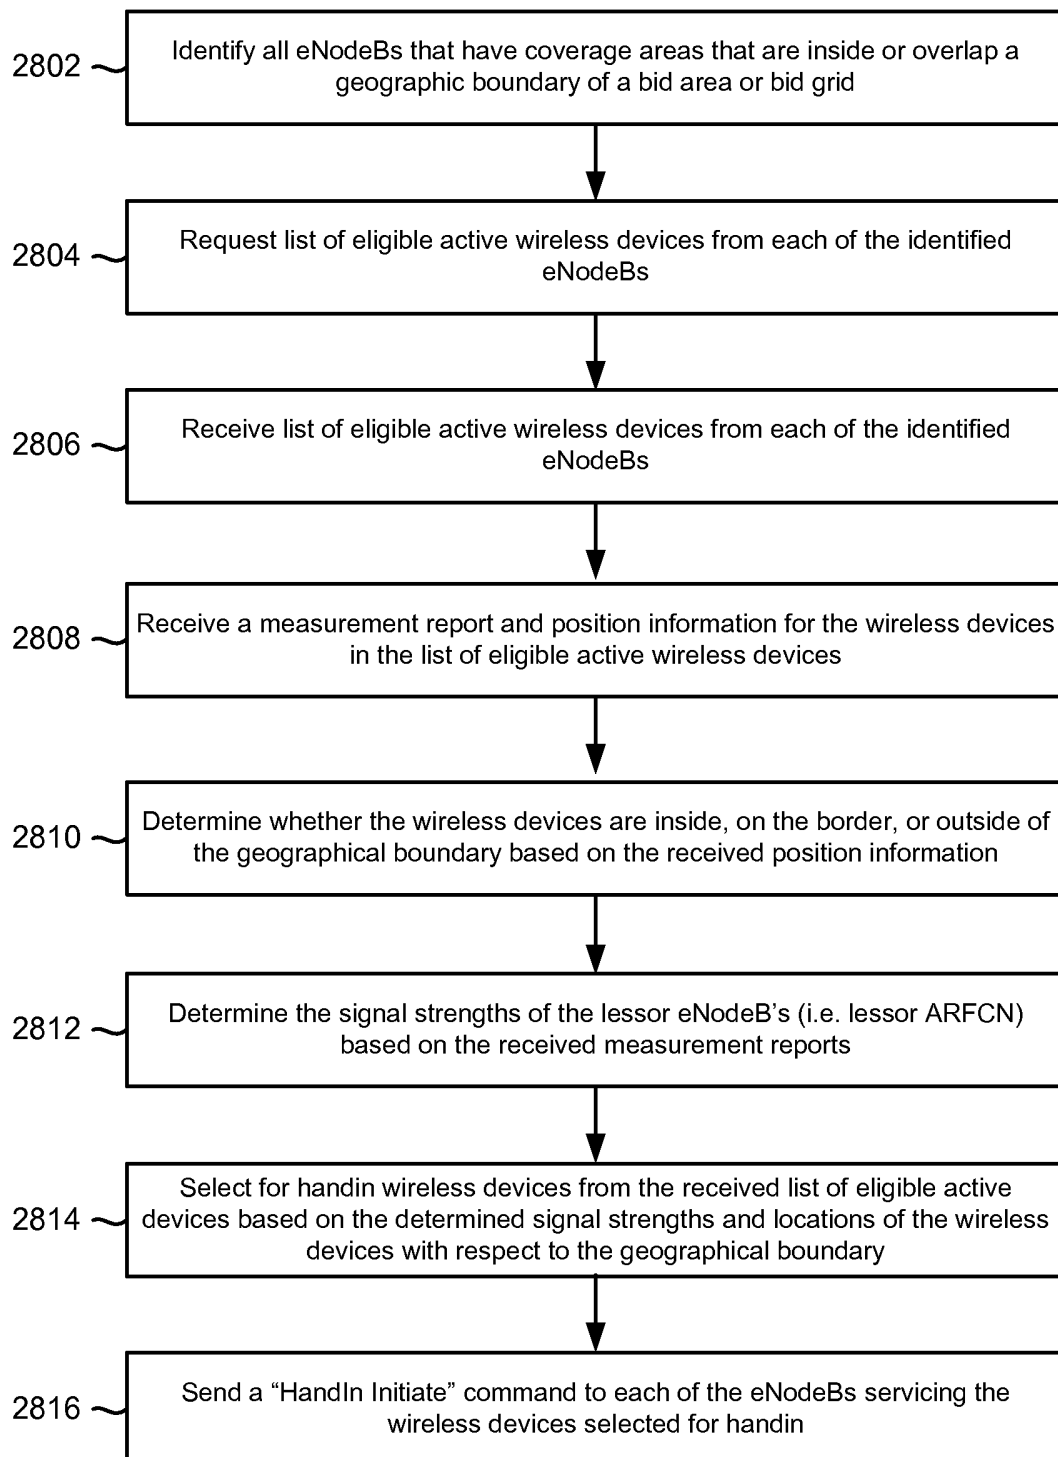 2802
Identify all eNodeBs that have coverage areas that are inside or overlap a
geographic boundary of a bid area or bid grid
2804
Request list of eligible active wireless devices from each of the identified
eNodeBs
2806
Receive list of eligible active wireless devices from each of the identified
eNodeBs
2808
Receive a measurement report and position information for the wireless devices
in the list of eligible active wireless devices
2810
Determine whether the wireless devices are inside, on the border, or outside of
the geographical boundary based on the received position information
2812
Determine the signal strengths of the lessor eNodeB’s (i.e. lessor ARFCN)
based on the received measurement reports
2814
Select for handin wireless devices from the received list of eligible active
devices based on the determined signal strengths and locations of the wireless
devices with respect to the geographical boundary
2816
Send a “HandIn Initiate” command to each of the eNodeBs servicing the
wireless devices selected for handin